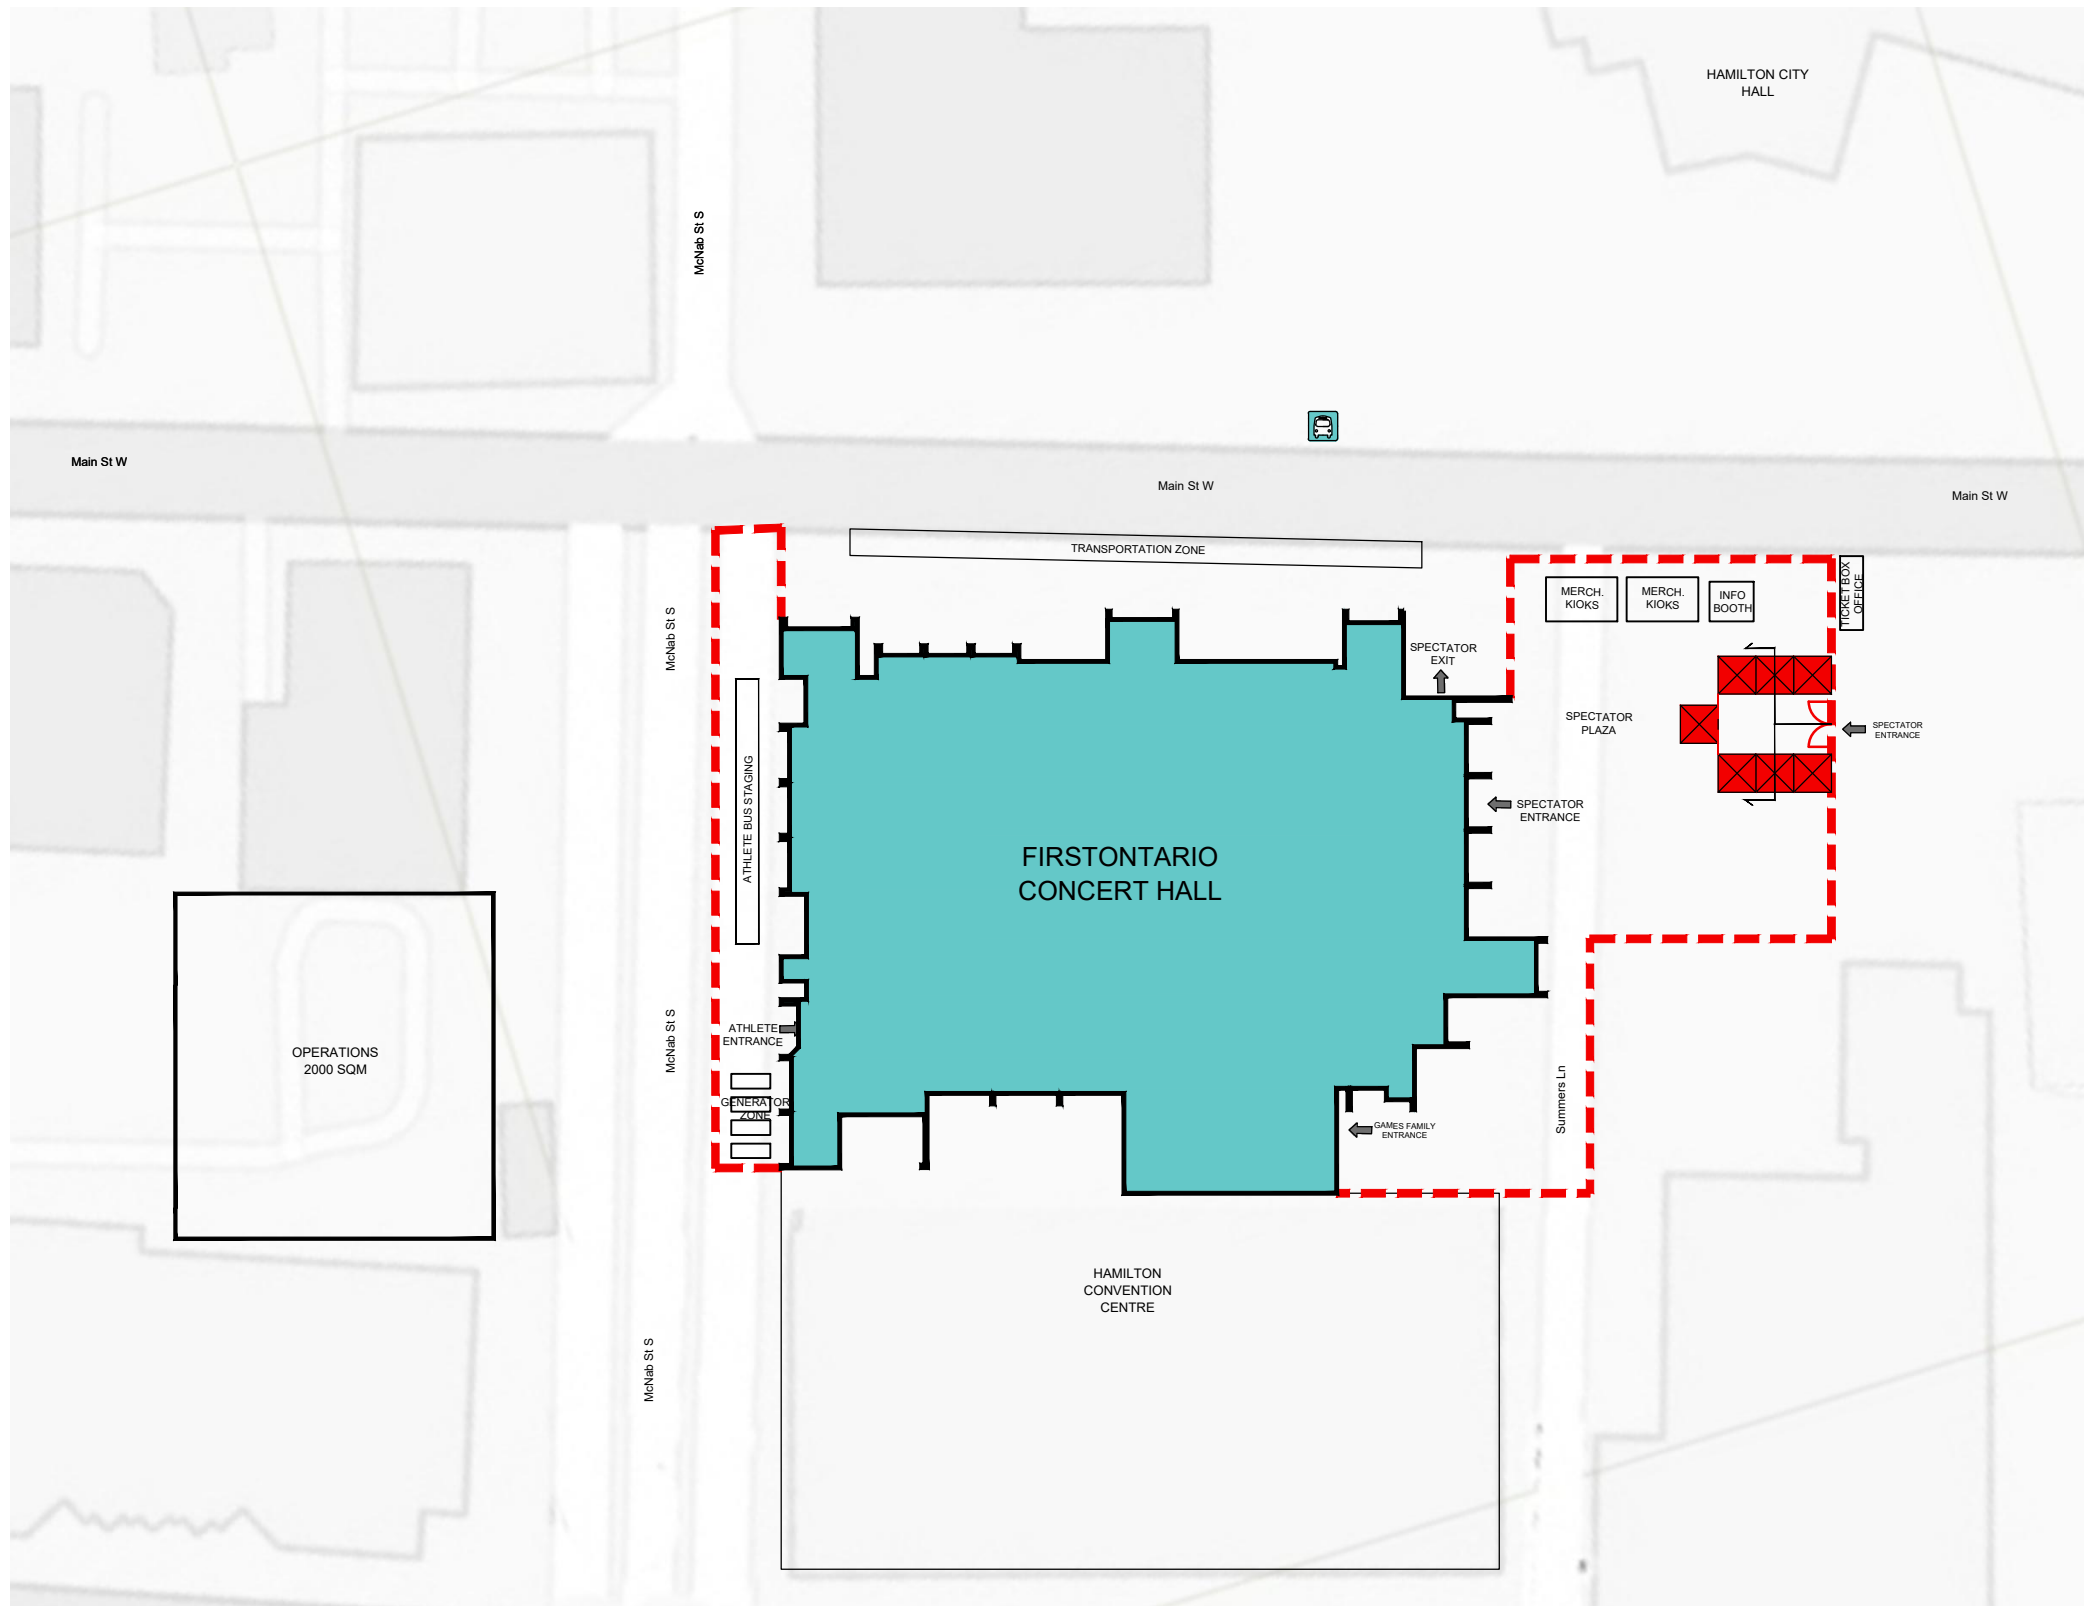 HAMILTON CITY
HALL
McNab St S
Main St W
Main St W
Main St W
TRANSPORTATION ZONE
MERCH.
KIOKS
MERCH.
KIOKS
INFO
BOOTH
TICKET BOX
OFFICE
McNab St S
SPECTATOR
EXIT
SPECTATOR
PLAZA
SPECTATOR
ENTRANCE
ATHLETE BUS STAGING
SPECTATOR
ENTRANCE
FIRSTONTARIO
CONCERT HALL
ATHLETE
ENTRANCE
McNab St S
OPERATIONS
2000 SQM
GENERATOR
ZONE
GAMES FAMILY
ENTRANCE
Summers Ln
HAMILTON
CONVENTION
CENTRE
McNab St S